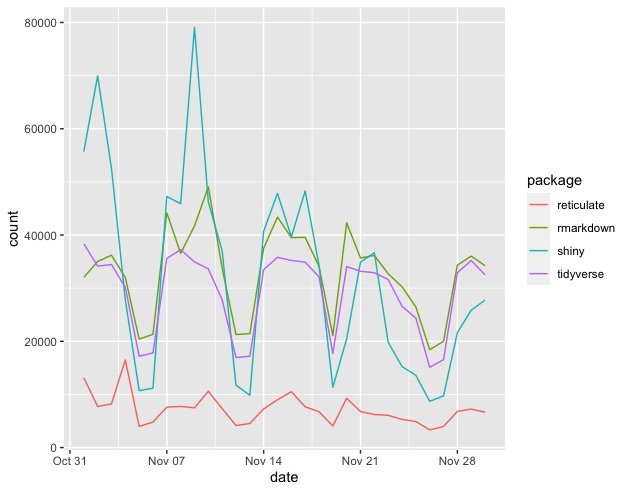 80000
60000
40000
20000
0
count
Oct 31 Nov 07 Nov 14 Nov 21 Nov 28
date
package
reticulate
rmarkdown
shiny
tidyverse